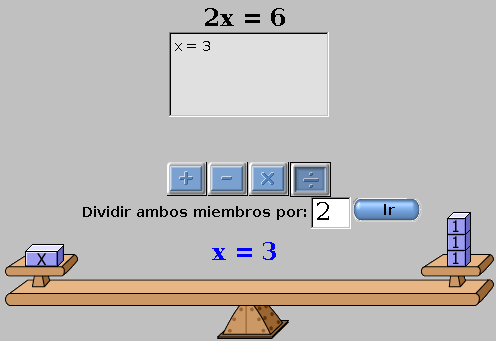 2x = 6
x = 3
+ − × ÷
Dividir ambos miembros por: 2 Ir
x = 3
1
1
X 1